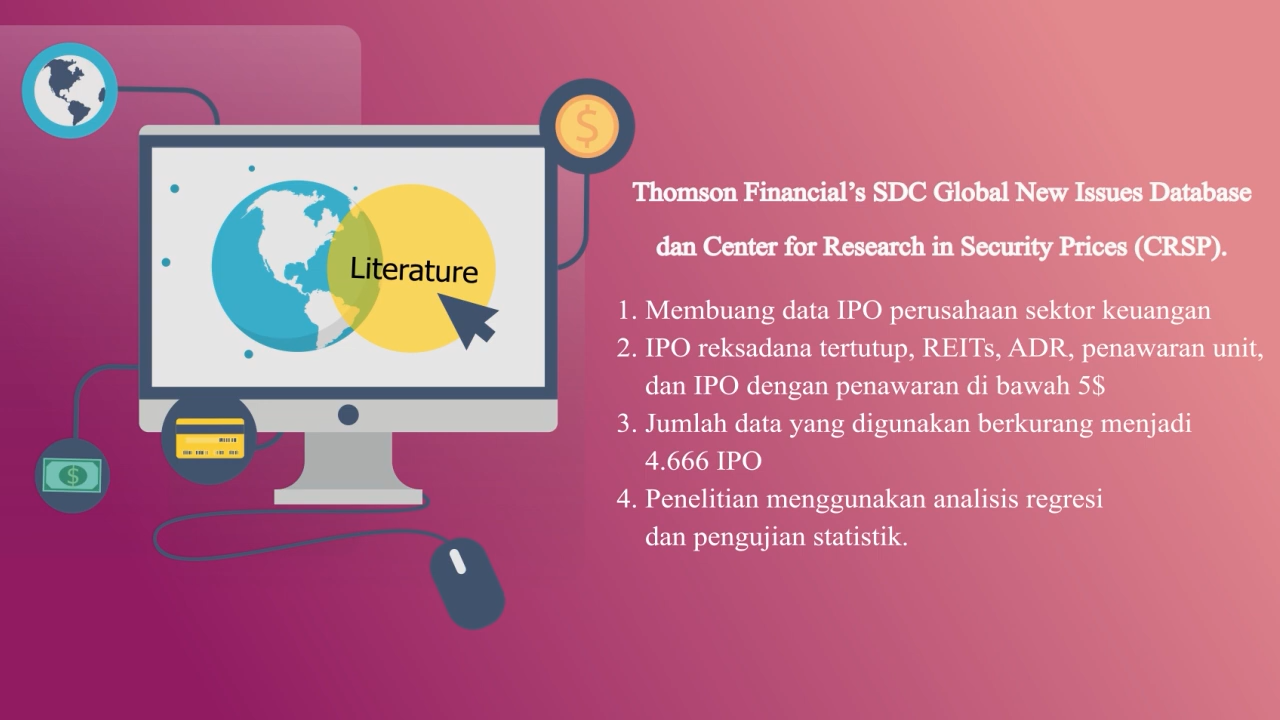 Literature
Thomson Financial’s SDC Global New Issues Database
dan Center for Research in Security Prices (CRSP).
1. Membuang data IPO perusahaan sektor keuangan
2. IPO reksadana tertutup, REITs, ADR, penawaran unit,
dan IPO dengan penawaran di bawah 5$
3. Jumlah data yang digunakan berkurang menjadi
4.666 IPO
4. Penelitian menggunakan analisis regresi
dan pengujian statistik.